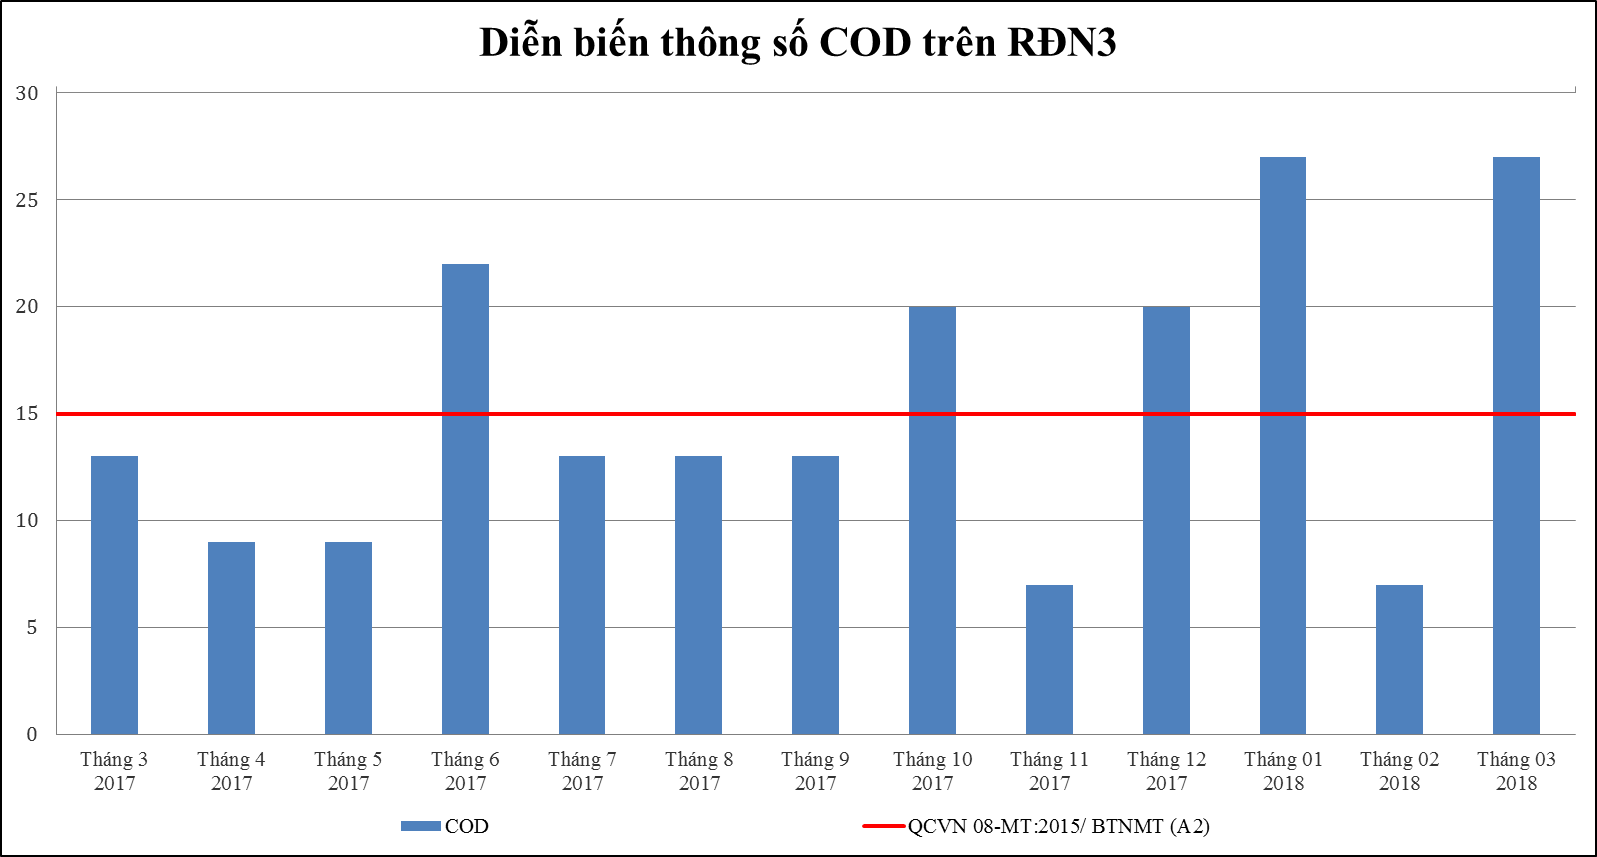 Diễn biến thông số COD trên RĐN3
30
25
20
15
10
5
0
Tháng 3 2017
Tháng 4 2017
Tháng 5 2017
Tháng 6 2017
Tháng 7 2017
Tháng 8 2017
Tháng 9 2017
Tháng 10 2017
Tháng 11 2017
Tháng 12 2017
Tháng 01 2018
Tháng 02 2018
Tháng 03 2018
COD
QCVN 08-MT:2015/ BTNMT (A2)